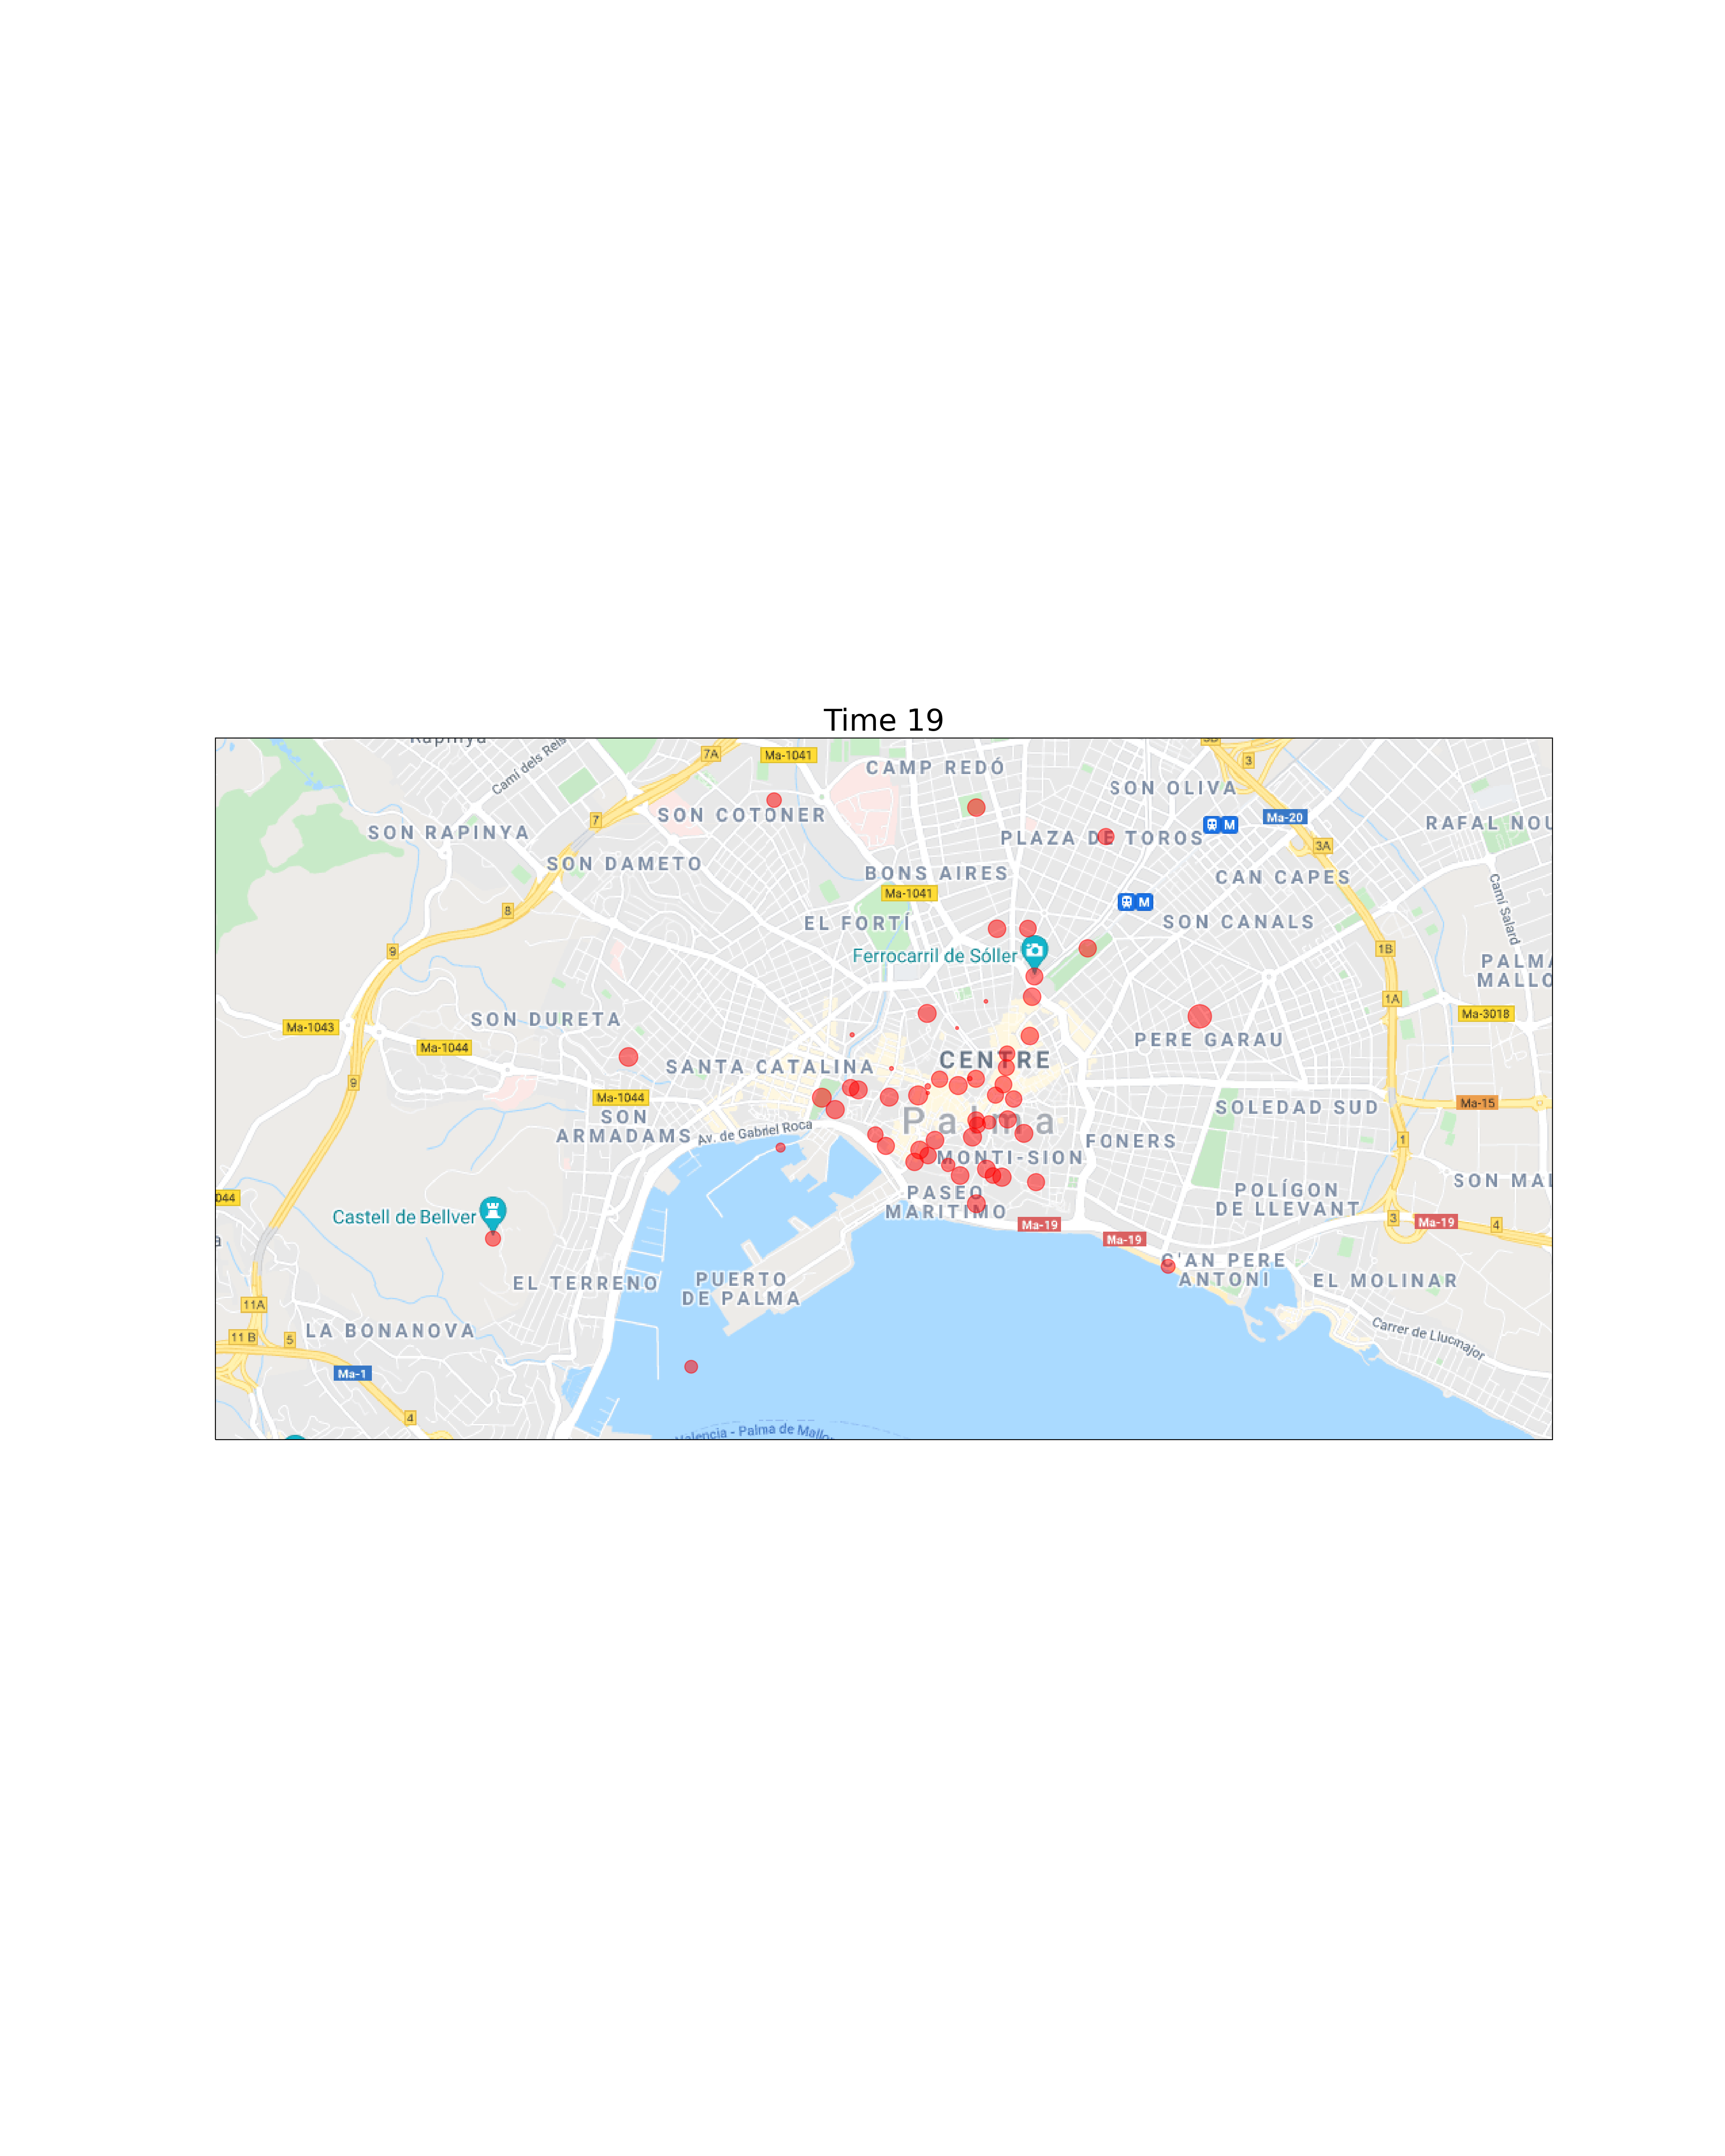 Time 19
Rapinya
Camí dels Reis
7A
Ma-1041
CAMP REDÓ
3B
3
SON OLIVA
SON COTONER
7
Ma-20
M
SON RAPINYA
PLAZA DE TOROS
RAFAL NOU
3A
SON DAMETO
BONS AIRES
CAN CAPES
Ma-1041
M
8
EL FORTÍ
SON CANALS
Camí Salard
9
Ferrocarril de Sóller
1B
PALMA
MALLO
1A
Ma-3018
SON DURETA
Ma-1043
PERE GARAU
Ma-1044
CENTRE
SANTA CATALINA
9
Ma-1044
SON
ARMADAMS
Palma
SOLEDAD SUD
Ma-15
Av. de Gabriel Roca
FONERS
1
MONTI-SION
SON MAL
044
PASEO
MARITIMO
POLÍGON
DE LLEVANT
Castell de Bellver
Ma-19
3
Ma-19
4
a
Ma-19
C'AN PERE
ANTONI
EL TERRENO
PUERTO
DE PALMA
EL MOLINAR
11A
LA BONANOVA
11 B
5
Carrer de Llucmajor
Ma-1
4
Valencia - Palma de Mallor